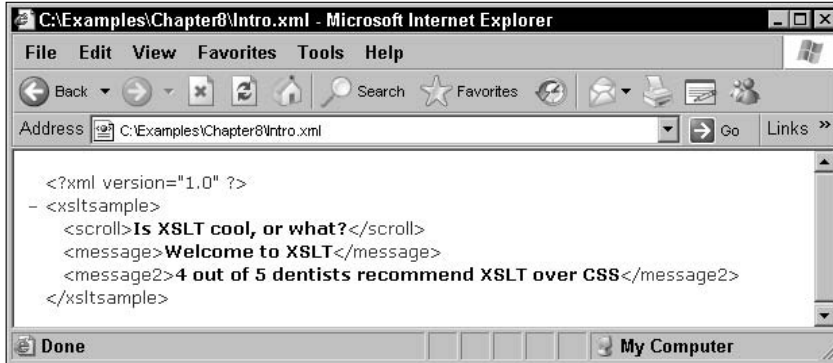 C:\Examples\Chapter8\Intro.xml - Microsoft Internet Explorer
File Edit View Favorites Tools Help
Back Search Favorites
Address C:\Examples\Chapter8\Intro.xml Go Links »
<?xml version="1.0" ?>
– <xsltsample>
<scroll>Is XSLT cool, or what?</scroll>
<message>Welcome to XSLT</message>
<message2>4 out of 5 dentists recommend XSLT over CSS</message2>
</xsltsample>
Done My Computer